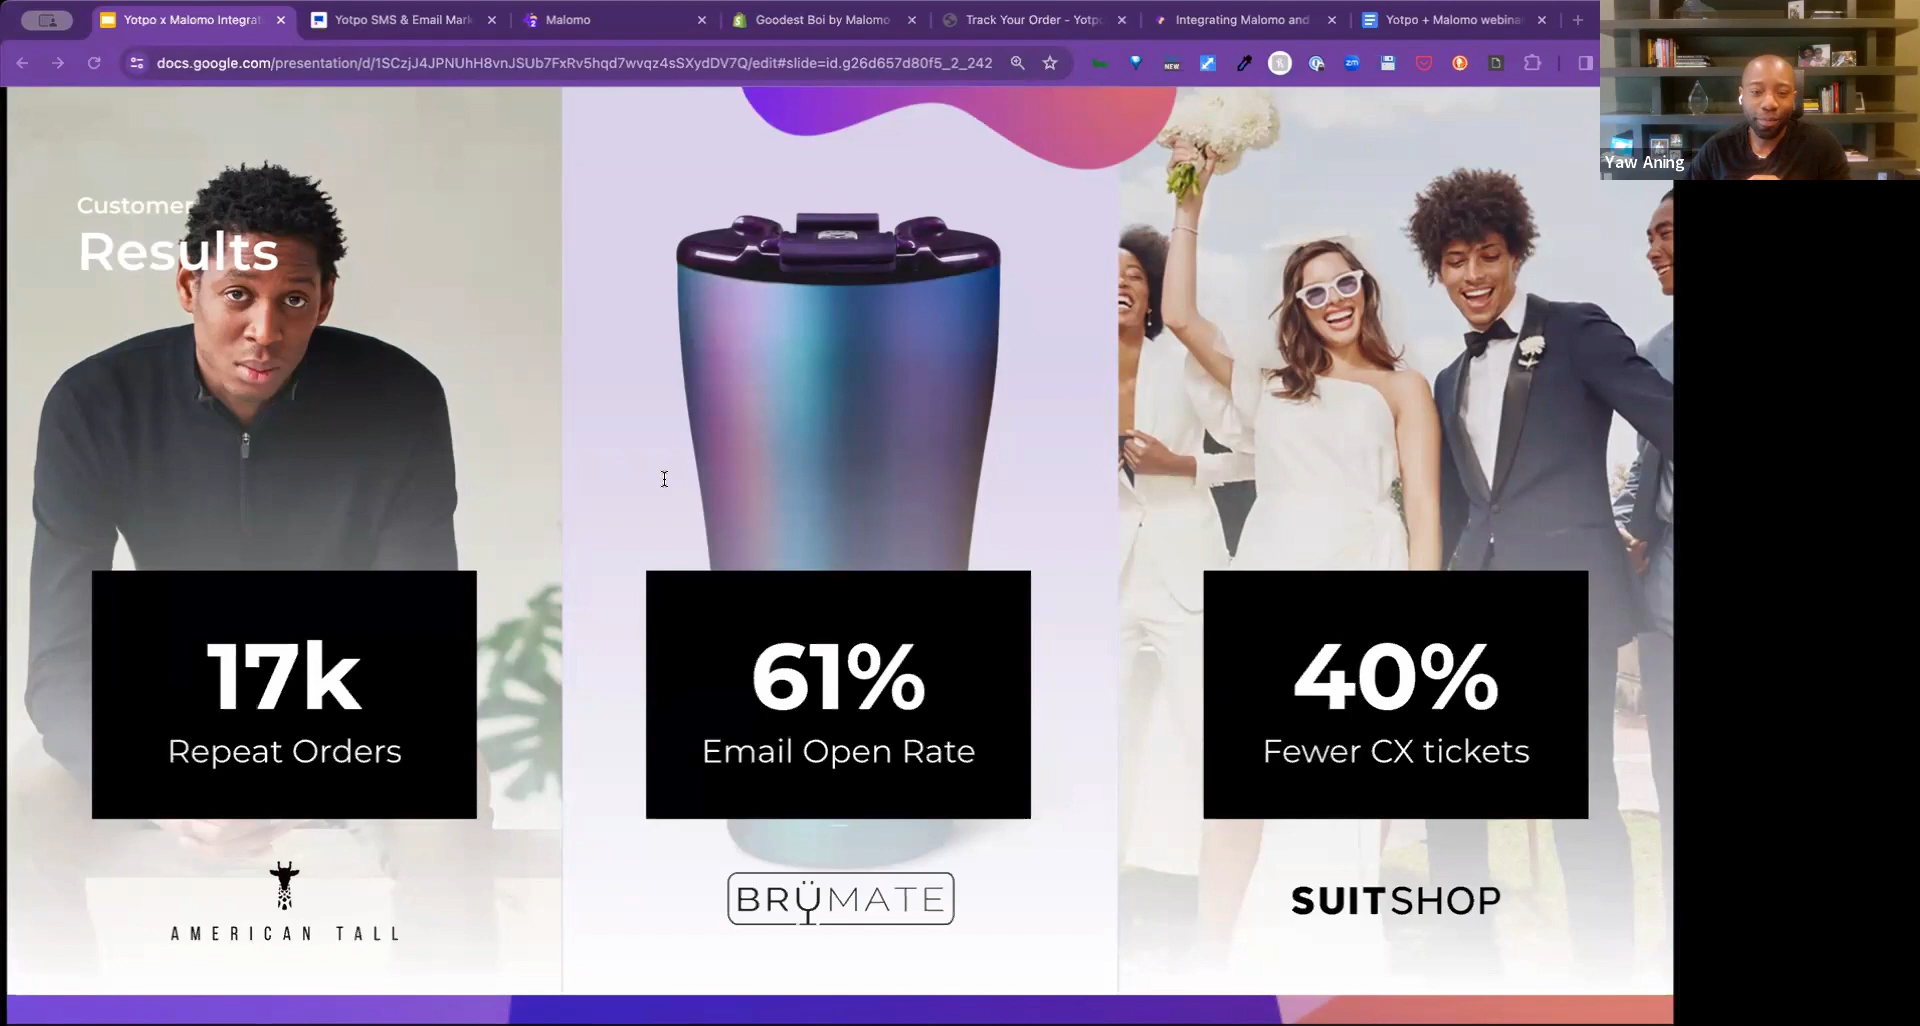 Yotpo x Malomo Integrat
Yotpo SMS & Email Mark
Malomo
Goodest Boi by Malomo
Track Your Order - Yotp
Integrating Malomo and
Yotpo + Malomo webina
docs.google.com/presentation/d/1SCzjJ4JPNUhH8vnJSUb7FxRv5hqd7wvqz4sSXydDV7Q/edit#slide=id.g26d657d80f5_2_242
NEW
zm
Yaw Aning
Customer
Results
17k
Repeat Orders
61%
Email Open Rate
40%
Fewer CX tickets
AMERICAN TALL
BRÜMATE
SUITSHOP